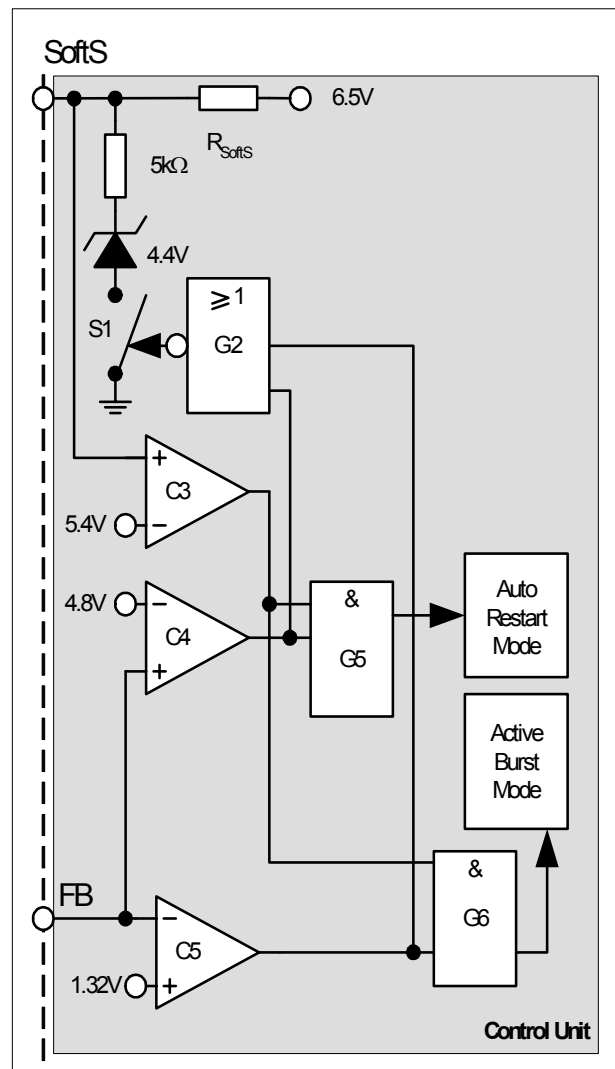 SoftS
6.5V
R SoftS
5kΩ
4.4V
≥1
S1
G2
+
C3
5.4V
−
4.8V
−
&
Auto
Restart
Mode
C4
G5
+
Active
Burst
Mode
&
FB
−
G6
C5
1.32V
+
Control Unit